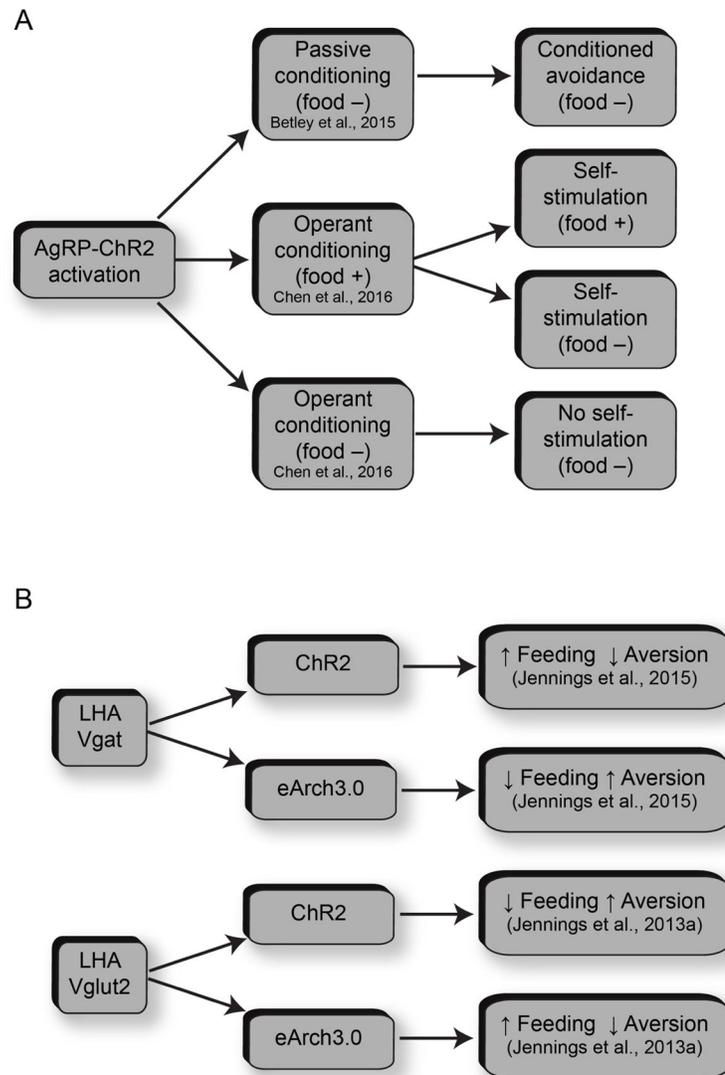 A
Passive
conditioning
(food –)
Betley et al., 2015
Conditioned
avoidance
(food –)
AgRP-ChR2
activation
Operant
conditioning
(food +)
Chen et al., 2016
Self-
stimulation
(food +)
Self-
stimulation
(food –)
Operant
conditioning
(food –)
Chen et al., 2016
No self-
stimulation
(food –)
B
LHA
Vgat
ChR2
↑ Feeding ↓ Aversion
(Jennings et al., 2015)
eArch3.0
↓ Feeding ↑ Aversion
(Jennings et al., 2015)
LHA
Vglut2
ChR2
↓ Feeding ↑ Aversion
(Jennings et al., 2013a)
eArch3.0
↑ Feeding ↓ Aversion
(Jennings et al., 2013a)